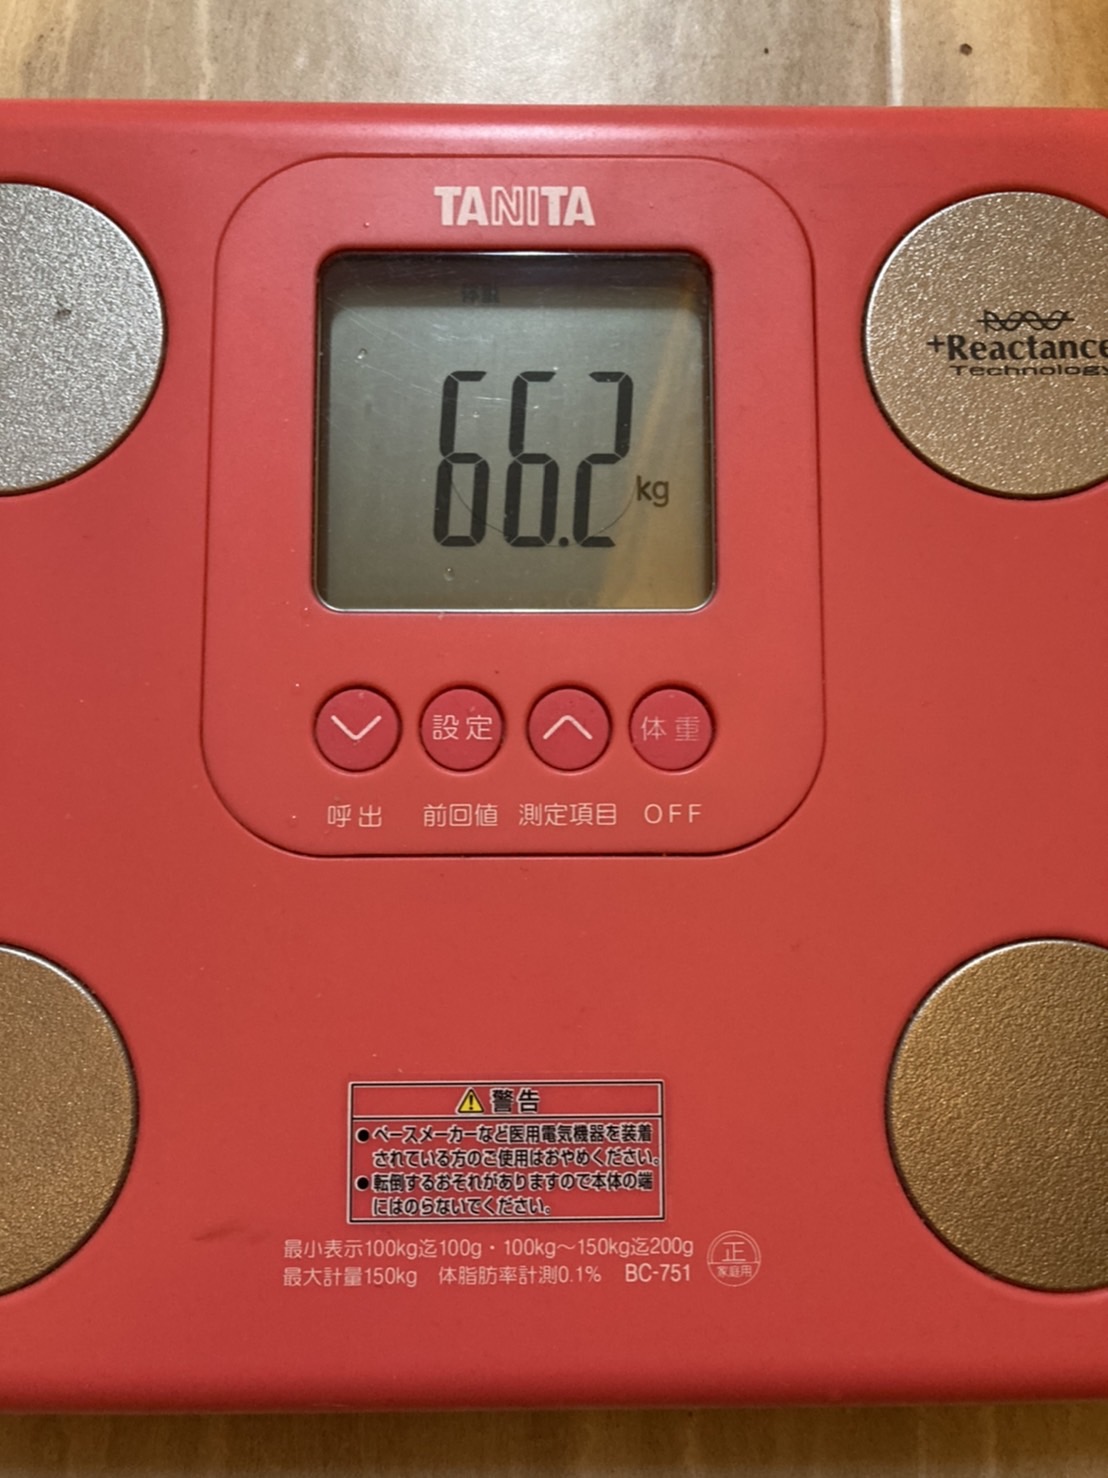 TANITA
体重
66.2kg
+Reactance
Technology
設定 体重
呼出 前回値 測定項目 OFF
⚠警告
●ペースメーカーなど医用電気機器を装着
されている方のご使用はおやめください。
●転倒するおそれがありますので本体の端
にはのらないでください。
最小表示100kg迄100g・100kg~150kg迄200g
最大計量150kg 体脂肪率計測0.1% BC-751
正
家庭用